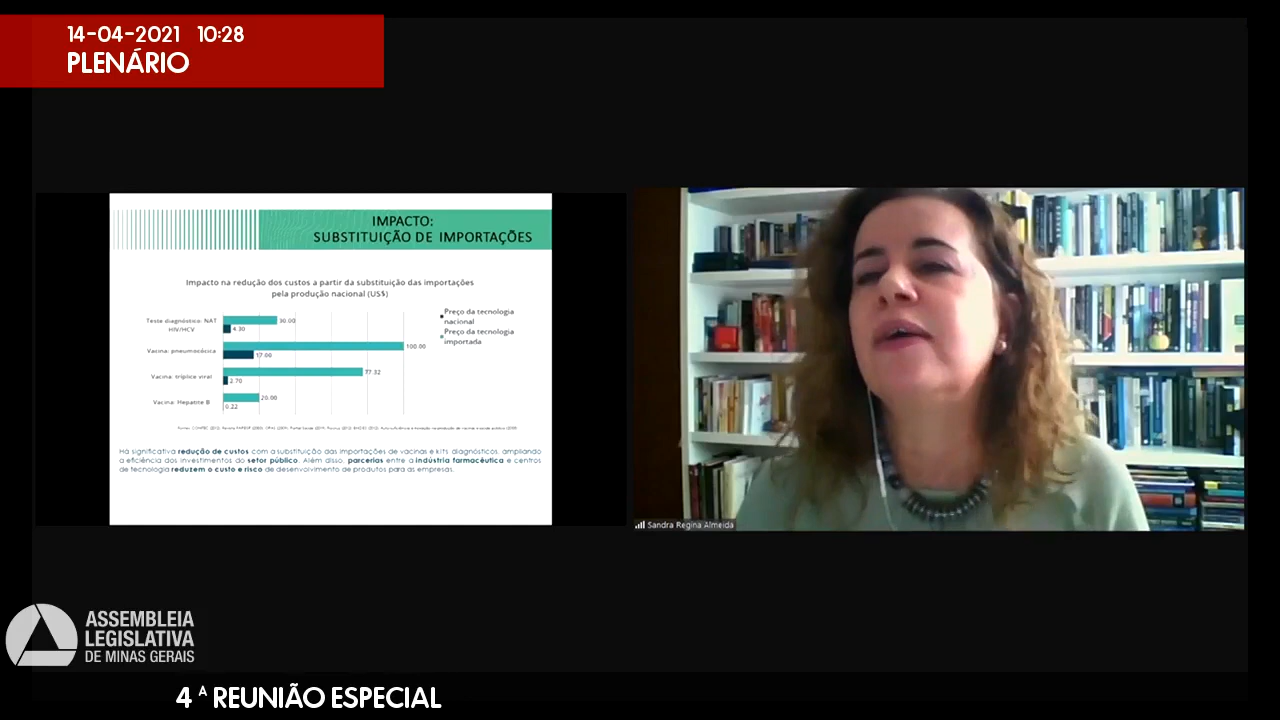 14-04-2021 10:28
PLENÁRIO
IMPACTO:
SUBSTITUIÇÃO DE IMPORTAÇÕES
Impacto na redução dos custos a partir da substituição das importações
pela produção nacional (US$)
Teste diagnóstico: NAT
HIV/HCV
30.00
4.30
Vacina: pneumocócica
100.00
17.00
Vacina: tríplice viral
77.32
2.70
Vacina: Hepatite B
20.00
0.22
Preço da tecnologia
nacional
Preço da tecnologia
importada
Há significativa redução de custos com a substituição das importações de vacinas e kits diagnósticos, ampliando
a eficiência dos investimentos do setor público. Além disso, parcerias entre a indústria farmacêutica e centros
de tecnologia reduzem o custo e risco de desenvolvimento de produtos para as empresas.
Sandra Regina Almeida
ASSEMBLEIA
LEGISLATIVA
DE MINAS GERAIS
4ª REUNIÃO ESPECIAL